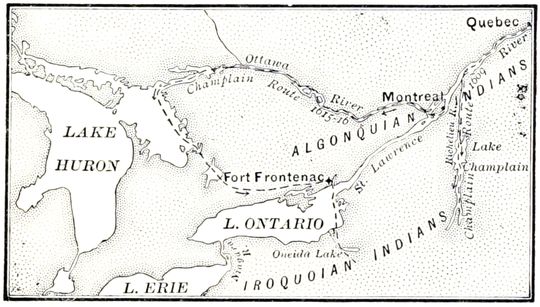 Quebec
River
Ottawa
Champlain
Route
River
1615-16
Montreal
1609
Route
Champlain
Richelieu R.
ALGONQUIAN INDIANS
Lake
Champlain
LAKE
HURON
Fort Frontenac
St. Lawrence
L. ONTARIO
Oneida Lake
IROQUOIAN INDIANS
L. ERIE